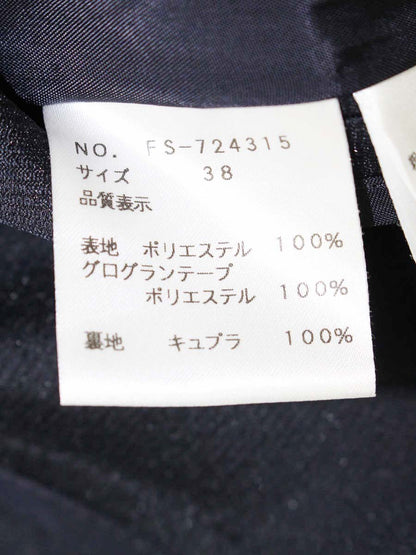 NO. FS-724315
サイズ 38
品質表示
表地 ポリエステル 100%
グログランテープ
ポリエステル 100%
裏地 キュプラ 100%